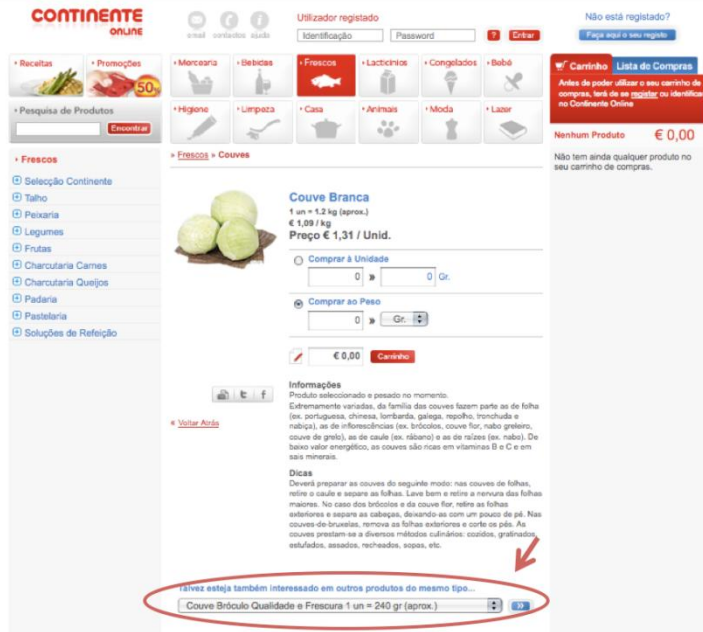 CONTINENTE
ONLINE
email contactos ajuda
Utilizador registado
Identificação Password ? Entrar
Não está registado?
Faça aqui o seu registo
Receitas Promoções
50%
Pesquisa de Produtos
Encontrar
Mercearia Bebidas Frescos Lacticínios Congelados Bebé
Higiene Limpeza Casa Animais Moda Lazer
Carrinho Lista de Compras
Antes de poder utilizar o seu carrinho de
compras, terá de se registar ou identificar
no Continente Online
Nenhum Produto € 0,00
Não tem ainda qualquer produto no
seu carrinho de compras.
Frescos
Selecção Continente
Talho
Peixaria
Legumes
Frutas
Charcutaria Carnes
Charcutaria Queijos
Padaria
Pastelaria
Soluções de Refeição
» Frescos » Couves
Couve Branca
1 un = 1.2 kg (aprox.)
€ 1,09 / kg
Preço € 1,31 / Unid.
Comprar à Unidade
0 » 0 Gr.
Comprar ao Peso
0 » Gr.
€ 0,00 Carrinho
« Voltar Atrás
Informações
Produto seleccionado e pesado no momento.
Extremamente variadas, da família das couves fazem parte as de folha
(ex. portuguesa, chinesa, lombarda, galega, repolho, tronchuda e
nabiça), as de inflorescências (ex. brócolos, couve flor, nabo greleiro,
couve de grelo), as de caule (ex. rábano) e as de raízes (ex. nabo). De
baixo valor energético, as couves são ricas em vitaminas B e C e em
sais minerais.
Dicas
Deverá preparar as couves do seguinte modo: nas couves de folhas,
retire o caule e separe as folhas. Lave bem e retire a nervura das folhas
maiores. No caso dos brócolos e da couve flor, retire as folhas
exteriores e separe as cabeças, deixando-as com um pouco de pé. Nas
couves-de-bruxelas, remova as folhas exteriores e corte os pés. As
couves prestam-se a diversos métodos culinários: cozidos, gratinados,
estufados, assados, recheados, sopas, etc.
Talvez esteja também interessado em outros produtos do mesmo tipo...
Couve Bróculo Qualidade e Frescura 1 un = 240 gr (aprox.) »